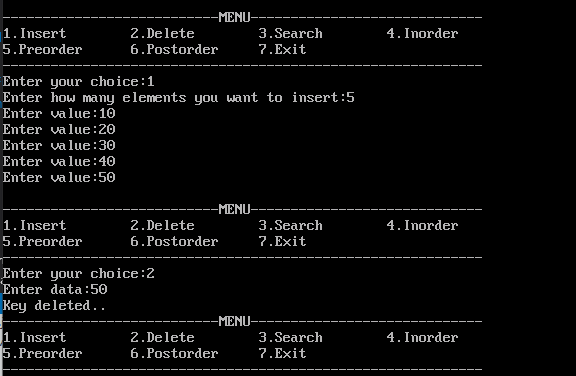 ---------------------------MENU-----------------------------
1.Insert        2.Delete        3.Search        4.Inorder
5.Preorder      6.Postorder     7.Exit
------------------------------------------------------------
Enter your choice:1
Enter how many elements you want to insert:5
Enter value:10
Enter value:20
Enter value:30
Enter value:40
Enter value:50
---------------------------MENU-----------------------------
1.Insert        2.Delete        3.Search        4.Inorder
5.Preorder      6.Postorder     7.Exit
------------------------------------------------------------
Enter your choice:2
Enter data:50
Key deleted..
---------------------------MENU-----------------------------
1.Insert        2.Delete        3.Search        4.Inorder
5.Preorder      6.Postorder     7.Exit
------------------------------------------------------------